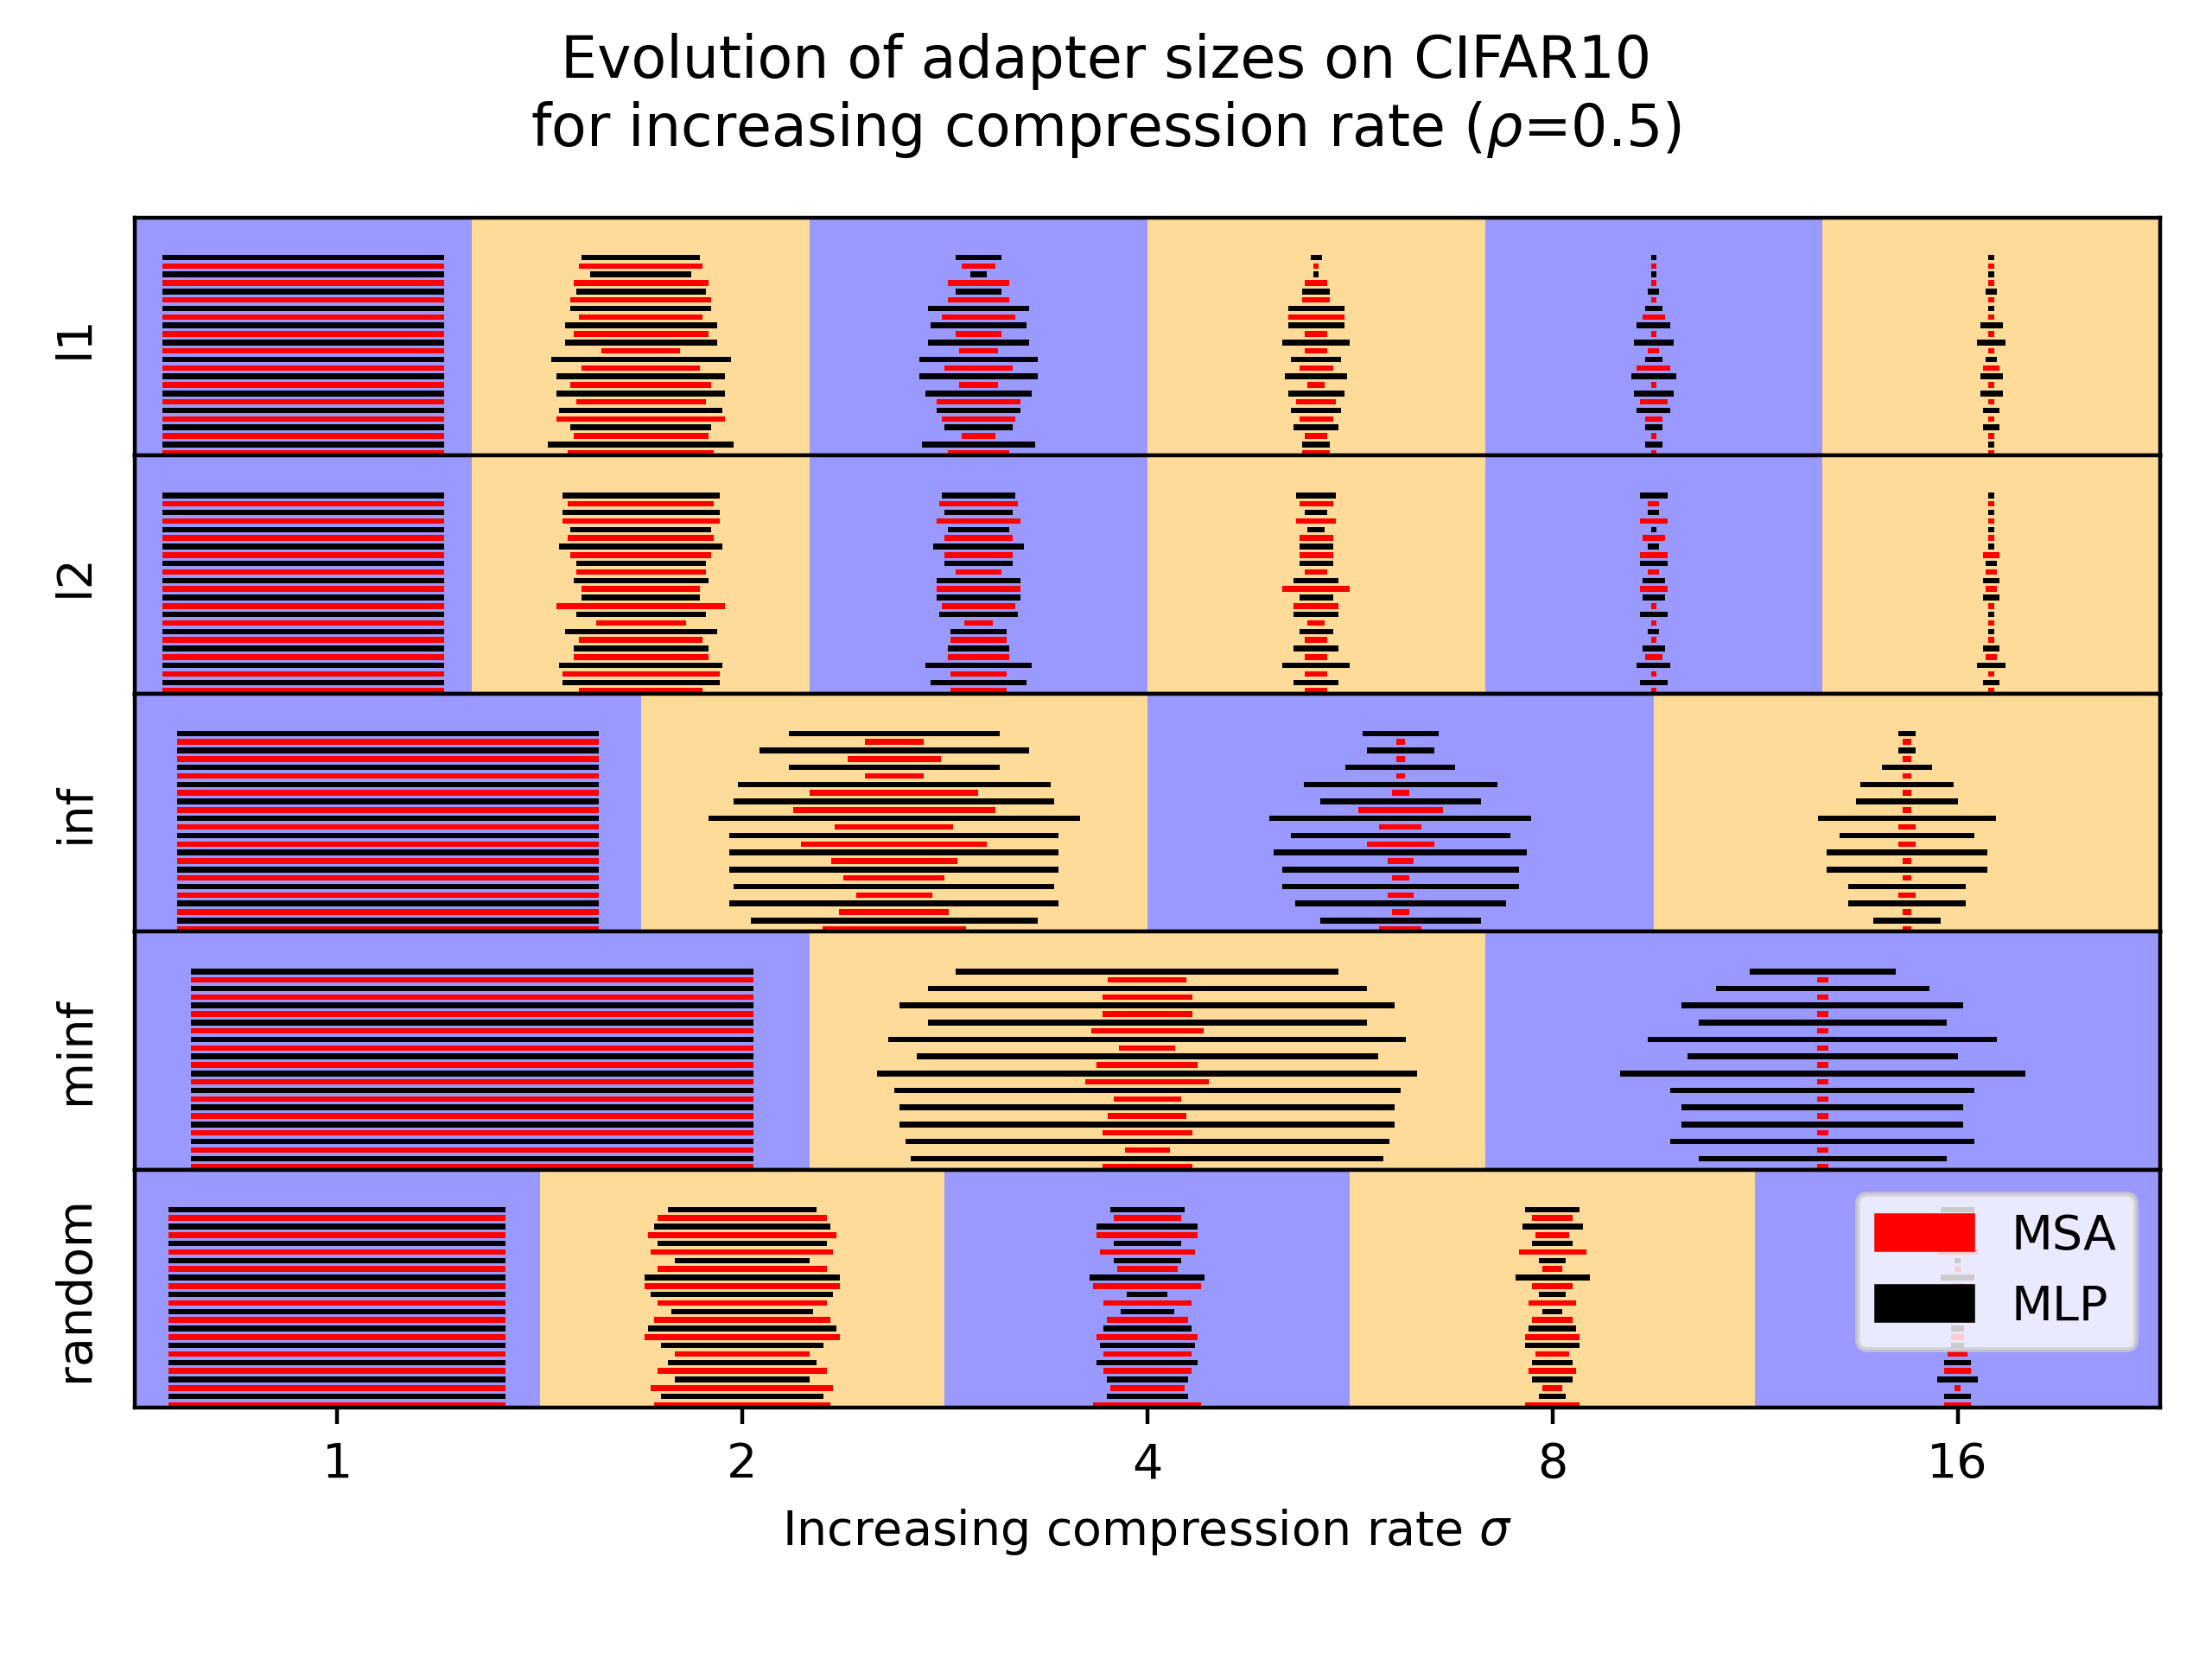 Evolution of adapter sizes on CIFAR10
for increasing compression rate (ρ=0.5)
l1
l2
inf
minf
random
MSA
MLP
1 2 4 8 16
Increasing compression rate σ